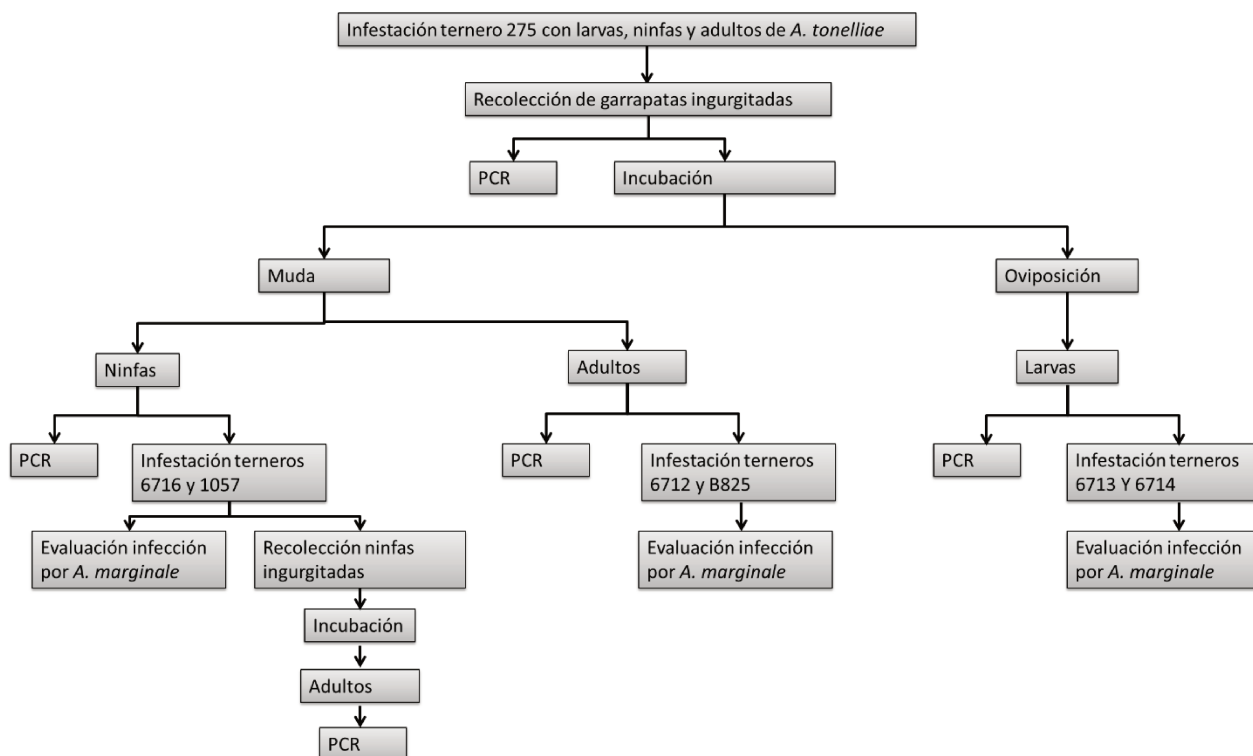 Infestación ternero 275 con larvas, ninfas y adultos de A. tonelliae
Recolección de garrapatas ingurgitadas
PCR
Incubación
Muda
Oviposición
Ninfas
Adultos
Larvas
PCR
Infestación terneros
6716 y 1057
PCR
Infestación terneros
6712 y B825
PCR
Infestación terneros
6713 Y 6714
Evaluación infección
por A. marginale
Recolección ninfas
ingurgitadas
Evaluación infección
por A. marginale
Evaluación infección
por A. marginale
Incubación
Adultos
PCR